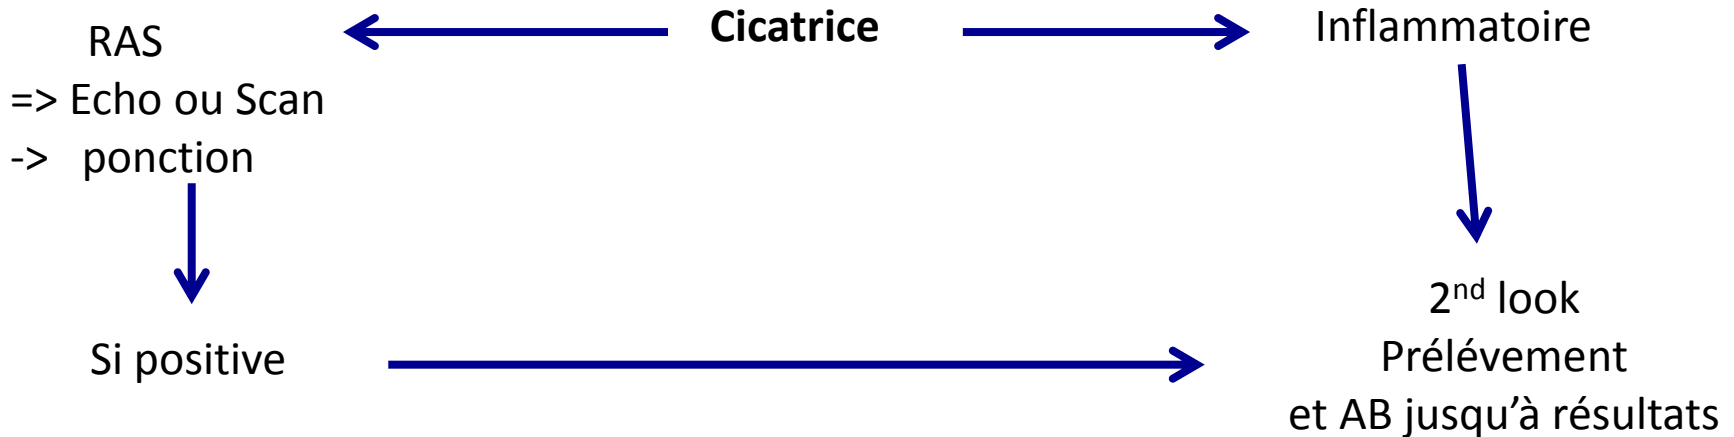 RAS
=> Echo ou Scan
-> ponction
Cicatrice
Inflammatoire
Si positive
2nd look
Prélévement
et AB jusqu’à résultats